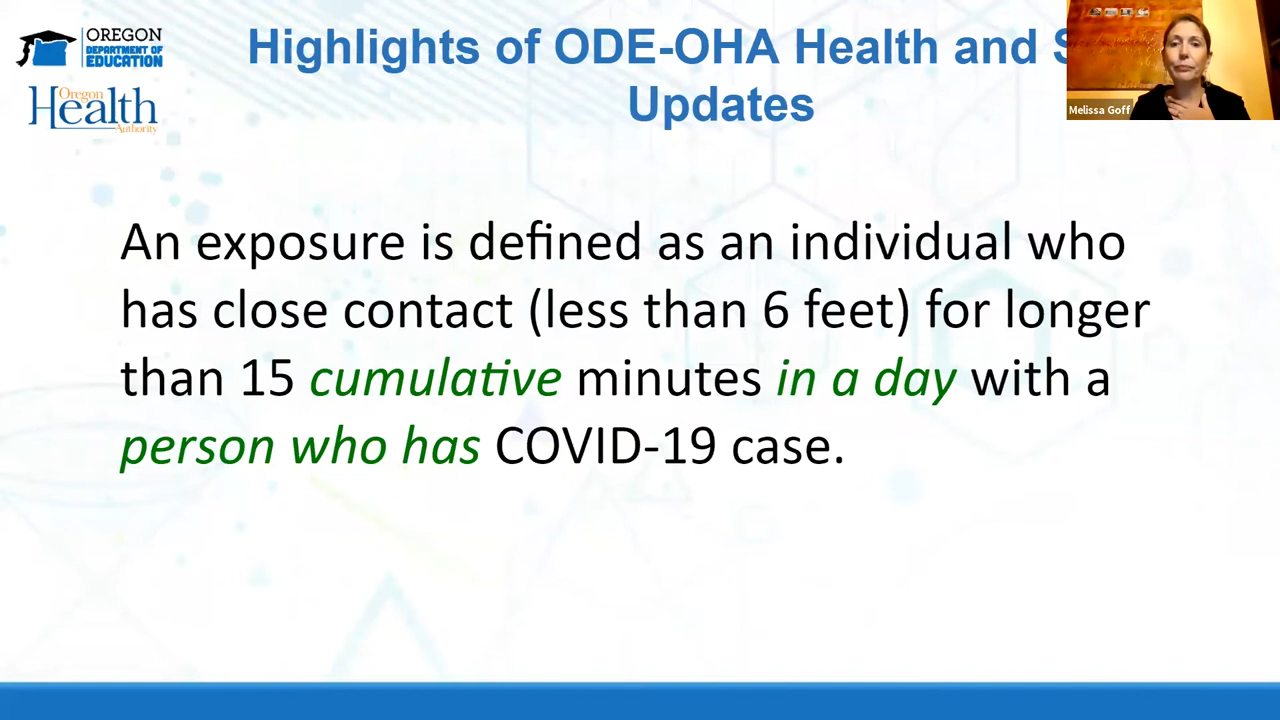 OREGON
DEPARTMENT OF
EDUCATION
Oregon
Health
Authority
Highlights of ODE-OHA Health and
Updates
Melissa Goff
An exposure is defined as an individual who
has close contact (less than 6 feet) for longer
than 15 cumulative minutes in a day with a
person who has COVID-19 case.